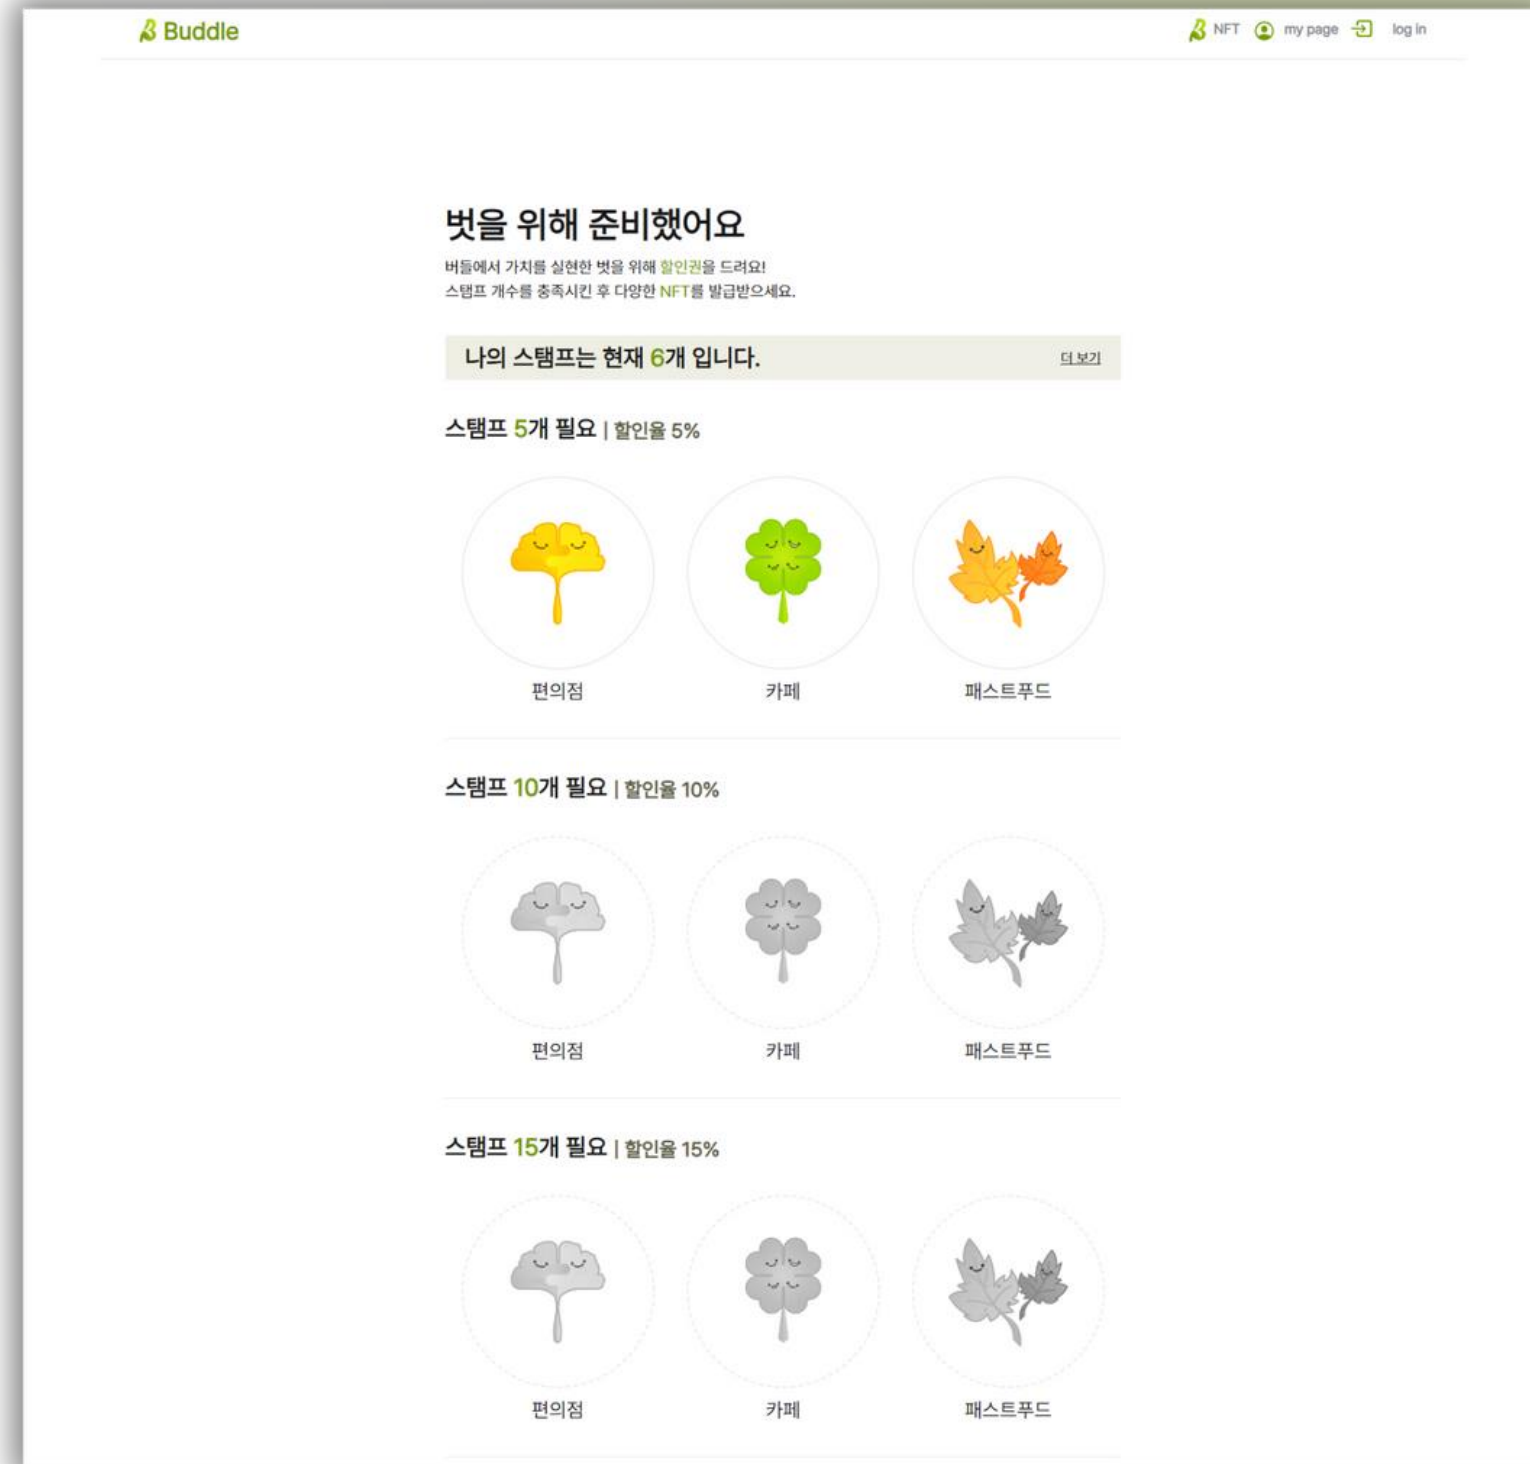 Buddle
NFT my page log in
벗을 위해 준비했어요
버들에서 가치를 실현한 벗을 위해 할인권을 드려요!
스탬프 개수를 충족시킨 후 다양한 NFT를 발급받으세요.
나의 스탬프는 현재 6개 입니다. 더 보기
스탬프 5개 필요 | 할인율 5%
편의점 카페 패스트푸드
스탬프 10개 필요 | 할인율 10%
편의점 카페 패스트푸드
스탬프 15개 필요 | 할인율 15%
편의점 카페 패스트푸드